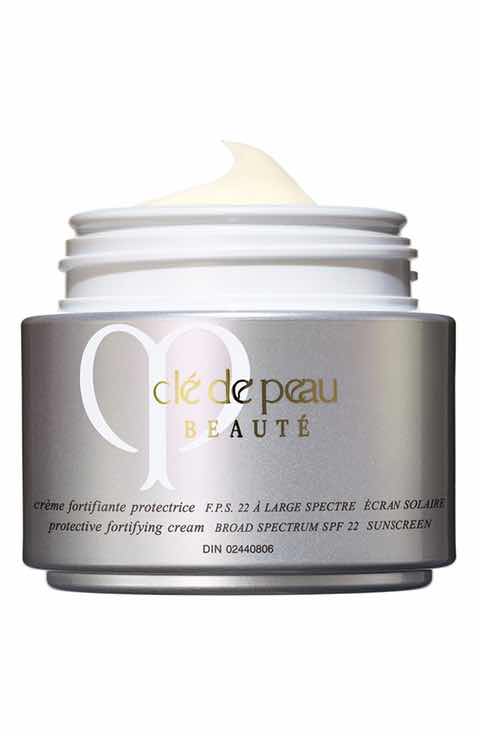 clé de peau
BEAUTÉ
crème fortifiante protectrice F.P.S. 22 À LARGE SPECTRE ÉCRAN SOLAIRE
protective fortifying cream BROAD SPECTRUM SPF 22 SUNSCREEN
DIN 02440806